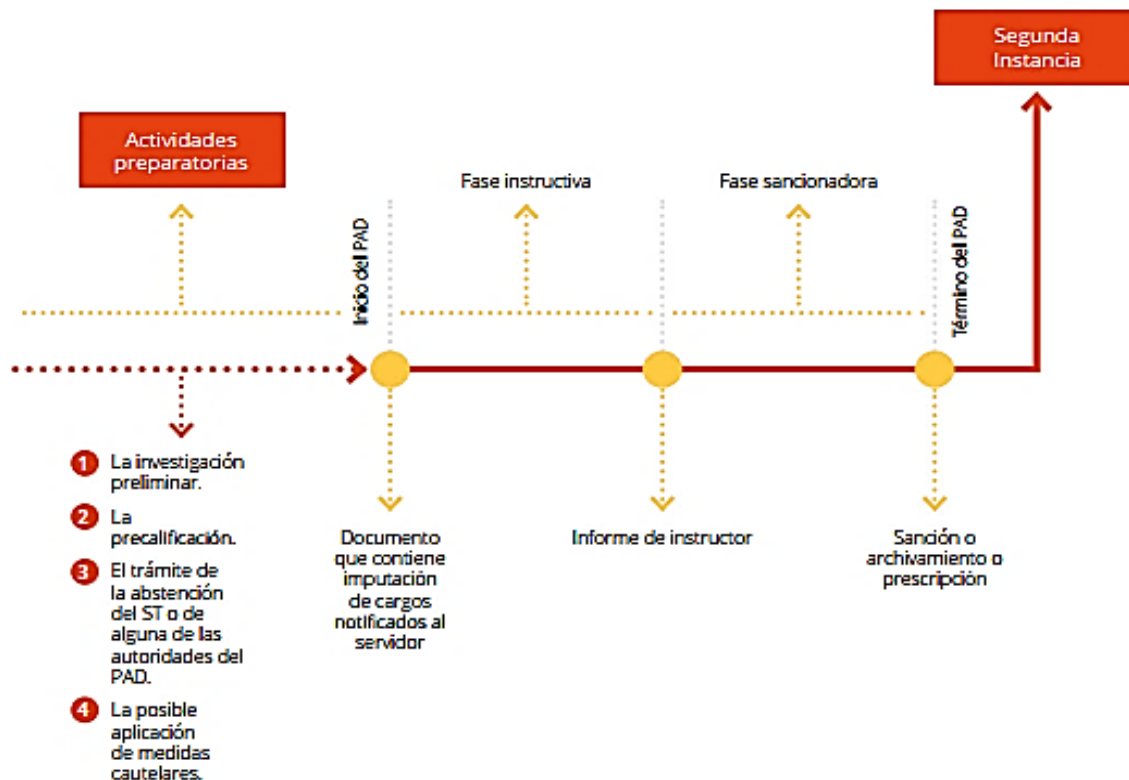 Segunda
Instancia
Actividades
preparatorias
Fase instructiva
Fase sancionadora
Inicio del PAD
Término del PAD
1 La investigación
preliminar.
2 La
precalificación.
3 El trámite de
la abstención
del ST o de
alguna de las
autoridades del
PAD.
4 La posible
aplicación
de medidas
cautelares.
Documento
que contiene
imputación
de cargos
notificados al
servidor
Informe de instructor
Sanción o
archivamiento o
prescripción